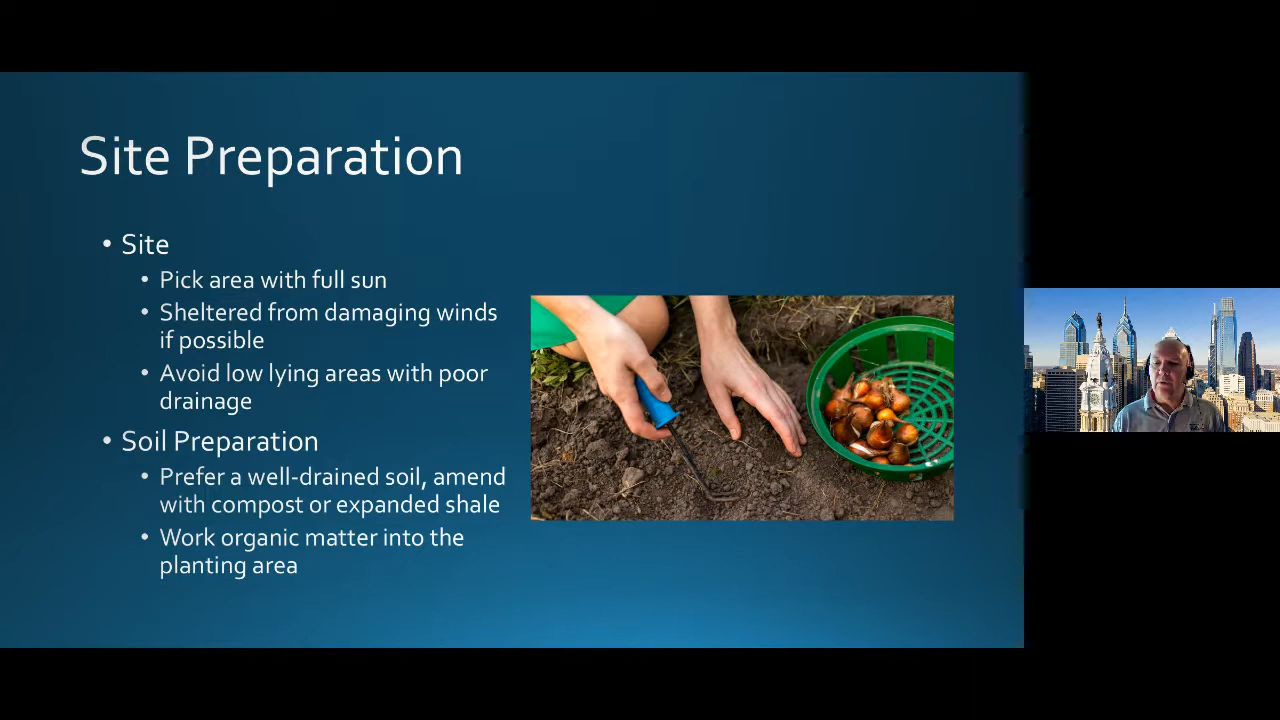 Site Preparation
• Site
• Pick area with full sun
• Sheltered from damaging winds
if possible
• Avoid low lying areas with poor
drainage
• Soil Preparation
• Prefer a well-drained soil, amend
with compost or expanded shale
• Work organic matter into the
planting area